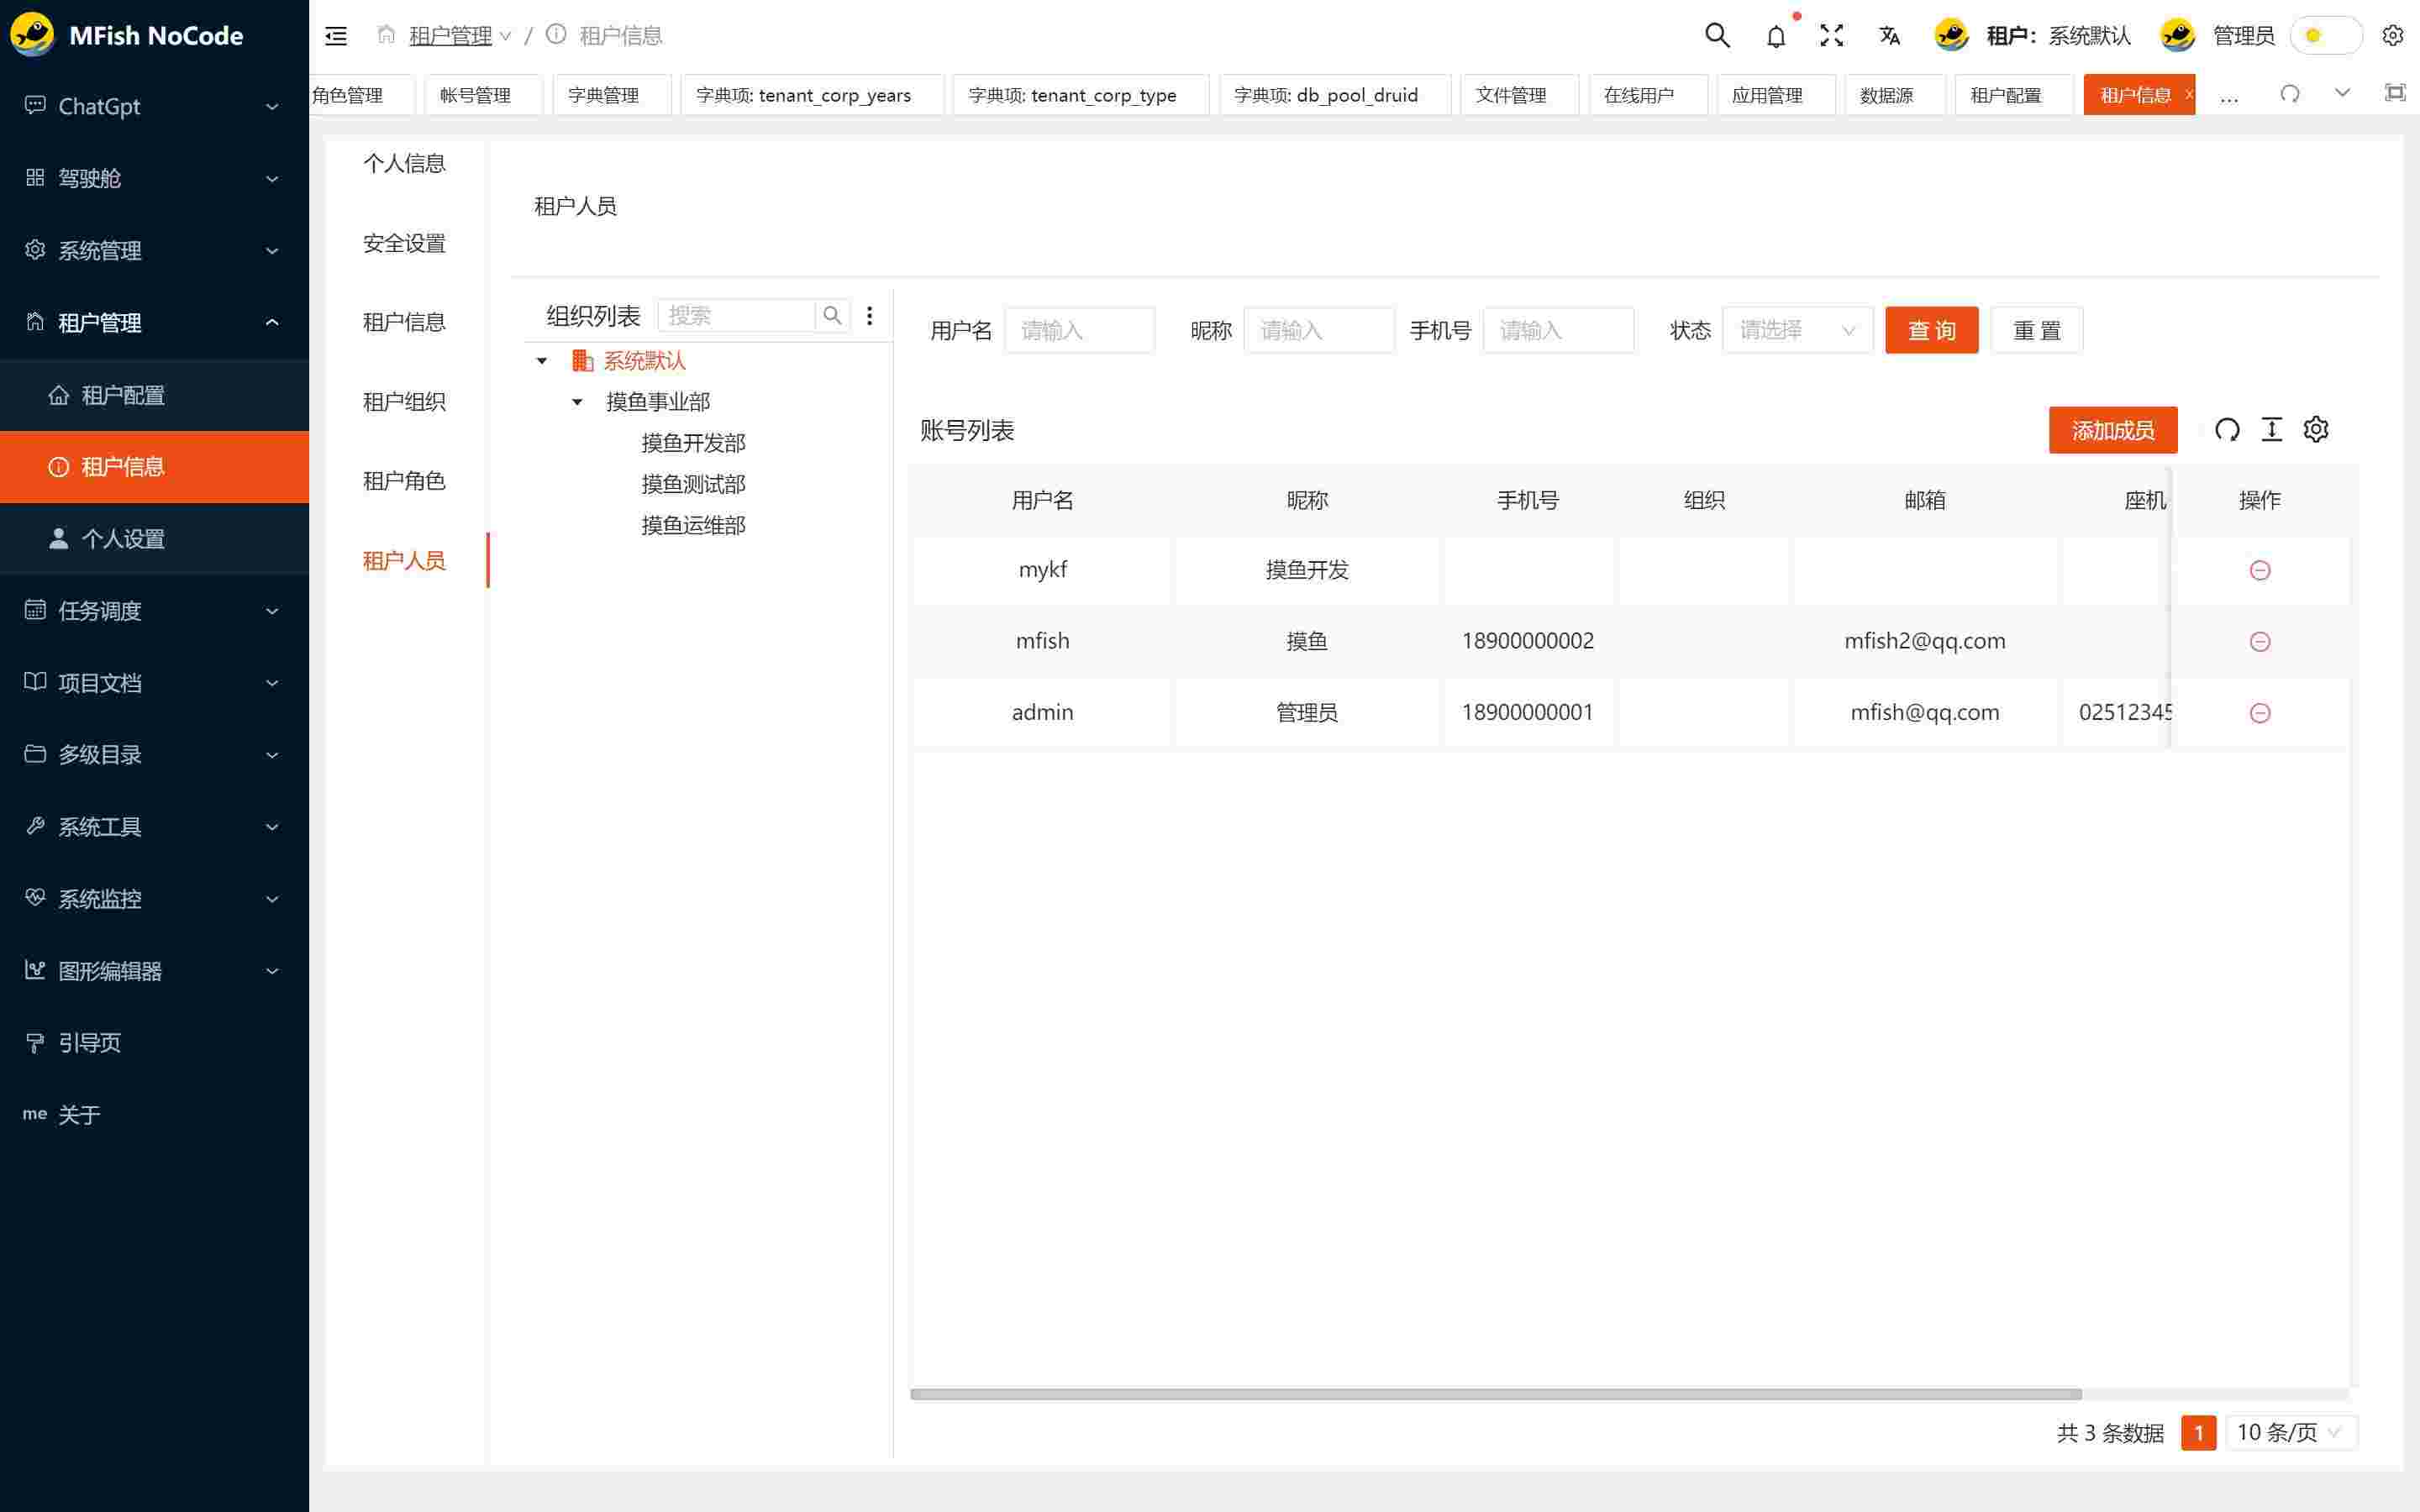 MFish NoCode
租户管理 / 租户信息
租户: 系统默认
管理员
角色管理
帐号管理
字典管理
字典项: tenant_corp_years
字典项: tenant_corp_type
字典项: db_pool_druid
文件管理
在线用户
应用管理
数据源
租户配置
租户信息
...
ChatGpt
驾驶舱
系统管理
租户管理
租户配置
租户信息
个人设置
任务调度
项目文档
多级目录
系统工具
系统监控
图形编辑器
引导页
me 关于
个人信息
安全设置
租户信息
租户组织
租户角色
租户人员
租户人员
组织列表 搜索
系统默认
摸鱼事业部
摸鱼开发部
摸鱼测试部
摸鱼运维部
用户名 请输入 昵称 请输入 手机号 请输入 状态 请选择 查 询 重 置
账号列表 添加成员
用户名 昵称 手机号 组织 邮箱 座机 操作
mykf 摸鱼开发
mfish 摸鱼 18900000002 mfish2@qq.com
admin 管理员 18900000001 mfish@qq.com 02512345
共 3 条数据 1 10 条/页